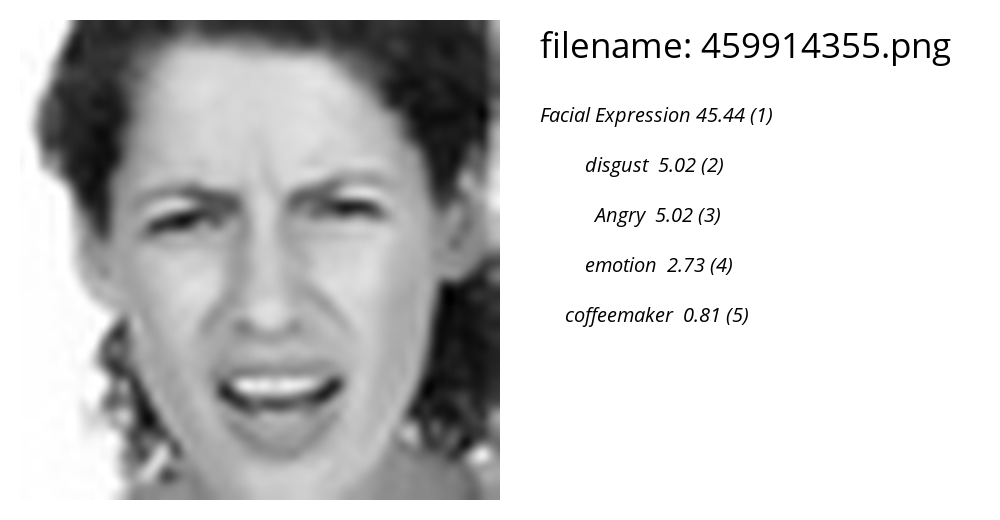 filename: 459914355.png
Facial Expression 45.44 (1)
disgust 5.02 (2)
Angry 5.02 (3)
emotion 2.73 (4)
coffeemaker 0.81 (5)